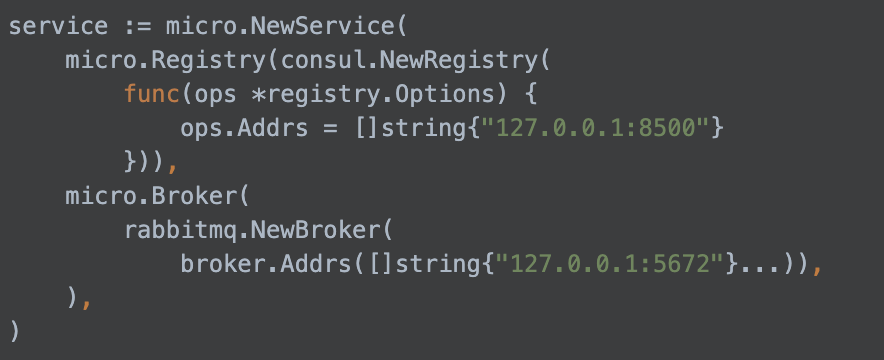 service := micro.NewService(
    micro.Registry(consul.NewRegistry(
        func(ops *registry.Options) {
            ops.Addrs = []string{"127.0.0.1:8500"}
        })),
    micro.Broker(
        rabbitmq.NewBroker(
            broker.Addrs([]string{"127.0.0.1:5672"}...)),
    ),
)